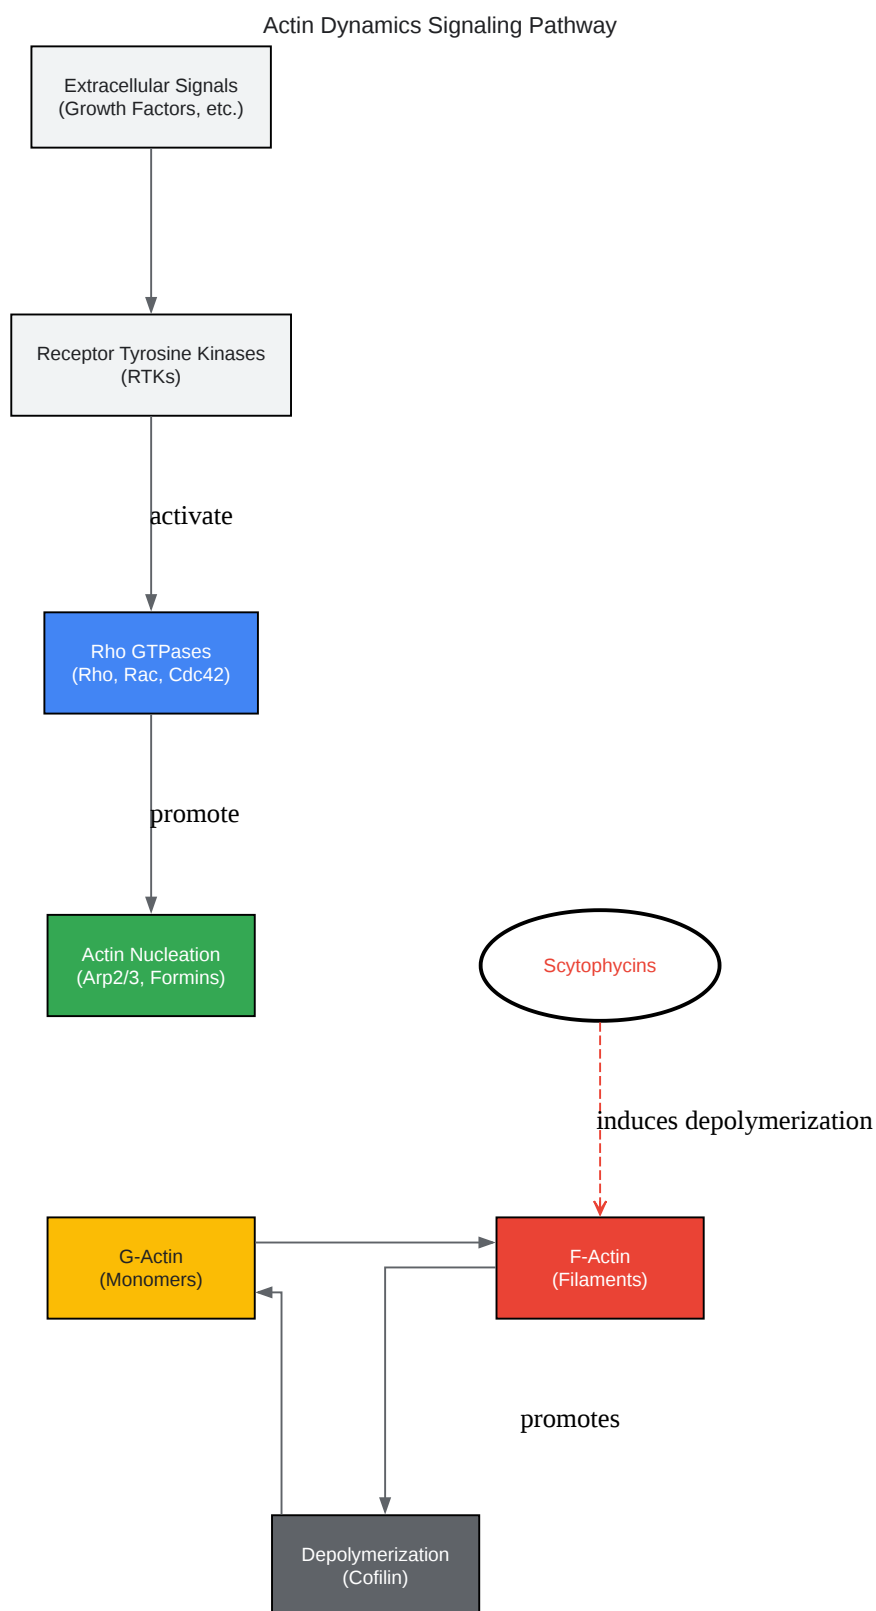 Actin Dynamics Signaling Pathway
Extracellular Signals
(Growth Factors, etc.)
Receptor Tyrosine Kinases
(RTKs)
activate
Rho GTPases
(Rho, Rac, Cdc42)
promote
Actin Nucleation
(Arp2/3, Formins)
Scytophycins
induces depolymerization
G-Actin
(Monomers)
F-Actin
(Filaments)
promotes
Depolymerization
(Cofilin)